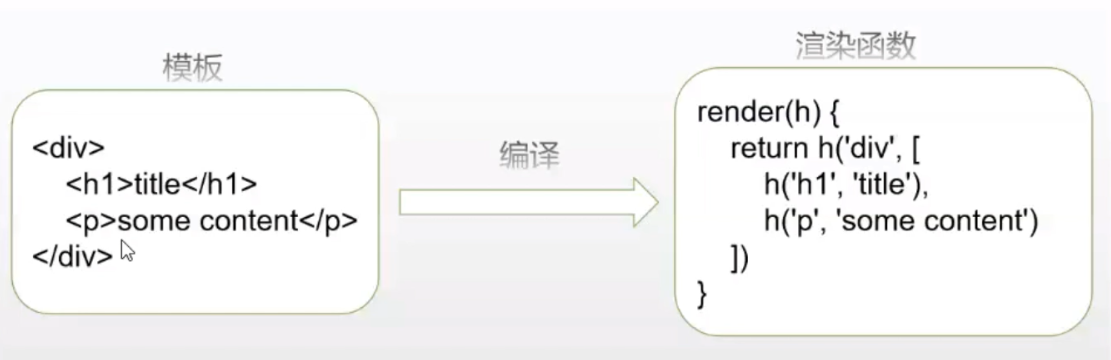 模板
<div>
<h1>title</h1>
<p>some content</p>
</div>
编译
渲染函数
render(h) {
return h('div', [
h('h1', 'title'),
h('p', 'some content')
])
}